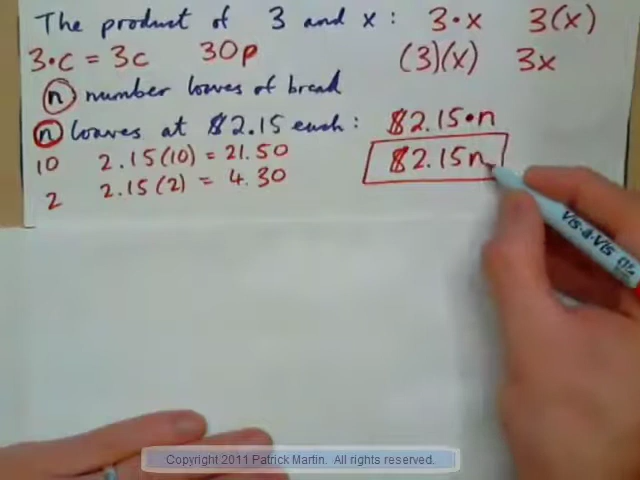 The product of 3 and x : 3•x 3(x)
3•c = 3c 30p (3)(x) 3x
n number loaves of bread
n loaves at $2.15 each : $2.15•n
10 2.15(10) = 21.50 $2.15n
2 2.15(2) = 4.30
VIS-A-VIS
Copyright 2011 Patrick Martin. All rights reserved.